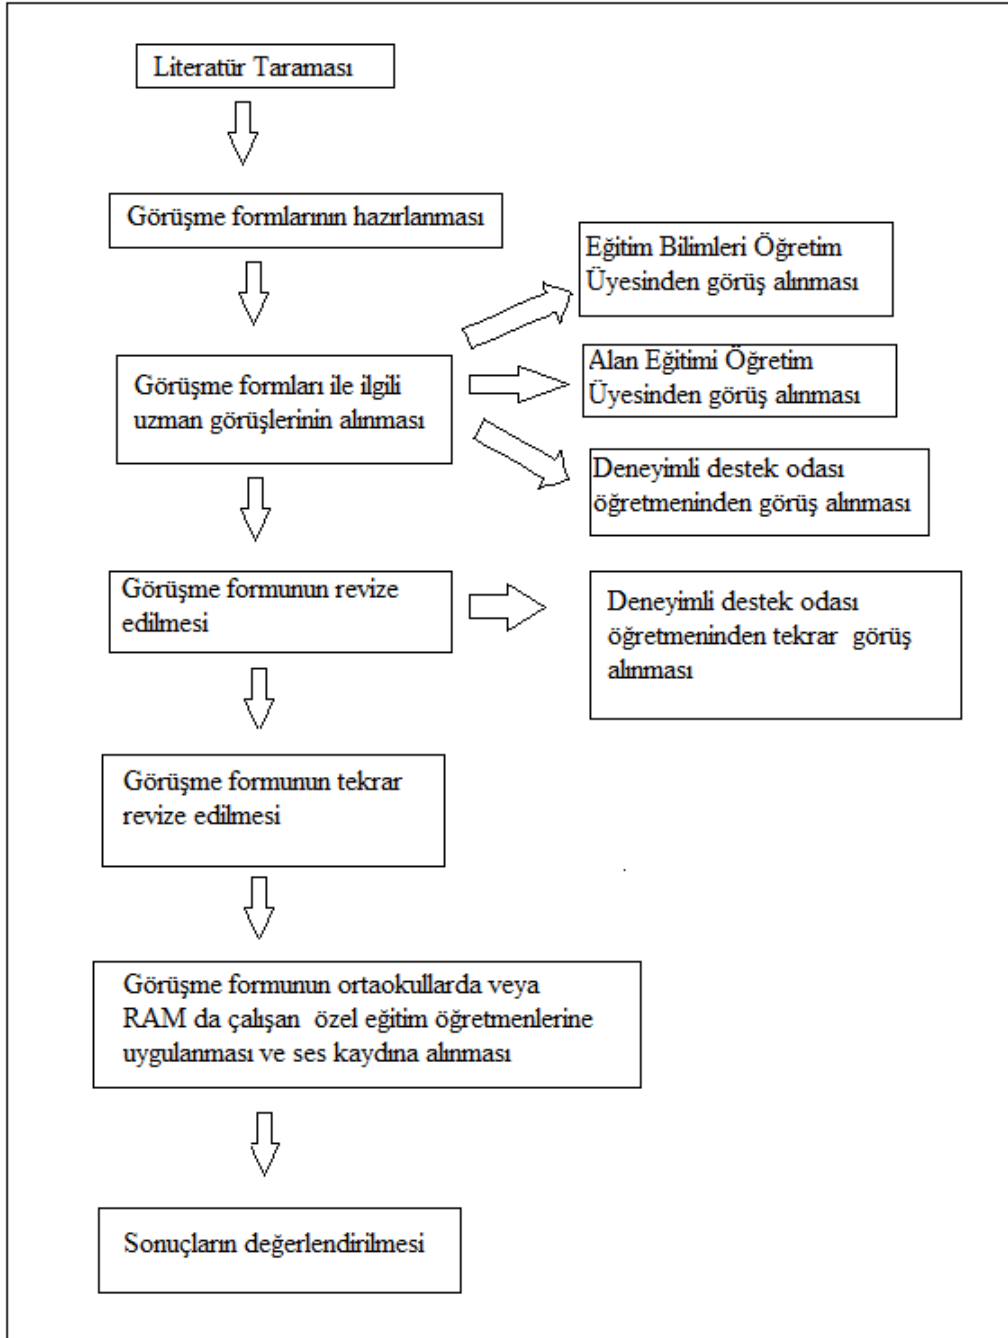 Literatür Taraması
Görüşme formlarının hazırlanması
Eğitim Bilimleri Öğretim
Üyesinden görüş alınması
Görüşme formları ile ilgili
uzman görüşlerinin alınması
Alan Eğitimi Öğretim
Üyesinden görüş alınması
Deneyimli destek odası
öğretmeninden görüş alınması
Görüşme formunun revize
edilmesi
Deneyimli destek odası
öğretmeninden tekrar görüş
alınması
Görüşme formunun tekrar
revize edilmesi
Görüşme formunun ortaokullarda veya
RAM da çalışan özel eğitim öğretmenlerine
uygulanması ve ses kaydına alınması
Sonuçların değerlendirilmesi